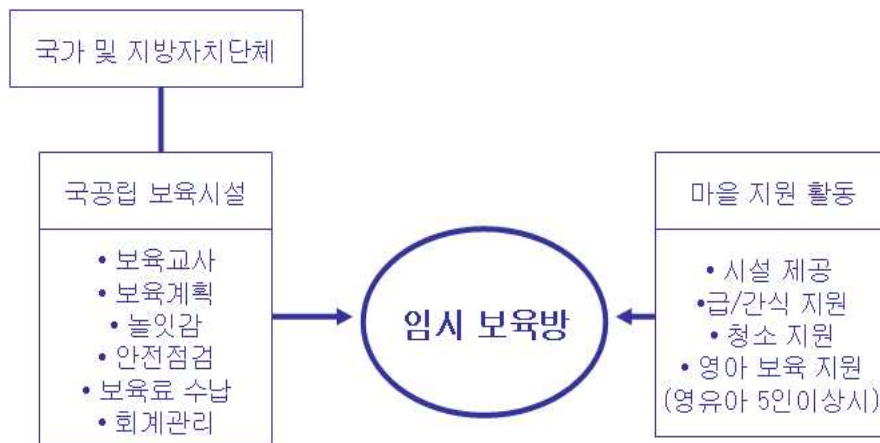 국가 및 지방자치단체
국공립 보육시설
• 보육교사
• 보육계획
• 놀잇감
• 안전점검
• 보육료 수납
• 회계관리
임시 보육방
마을 지원 활동
• 시설 제공
•급/간식 지원
• 청소 지원
• 영아 보육 지원
(영유아 5인이상시)